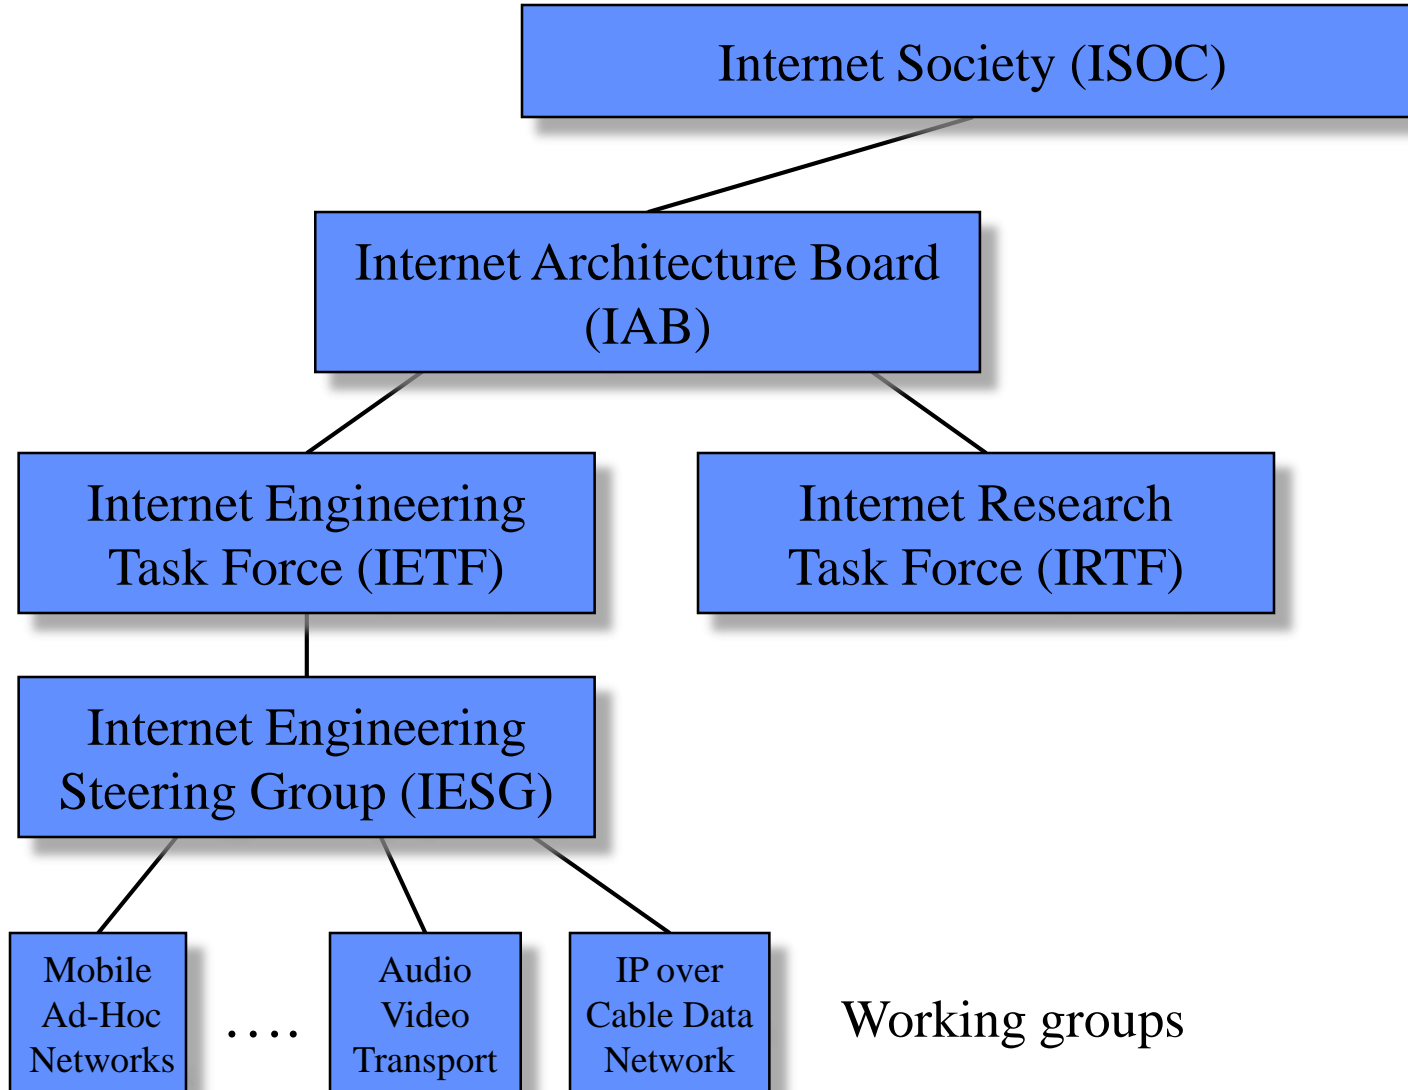 Internet Society (ISOC)
Internet Architecture Board
(IAB)
Internet Engineering
Task Force (IETF)
Internet Research
Task Force (IRTF)
Internet Engineering
Steering Group (IESG)
Mobile
Ad-Hoc
Networks
....
Audio
Video
Transport
IP over
Cable Data
Network
Working groups